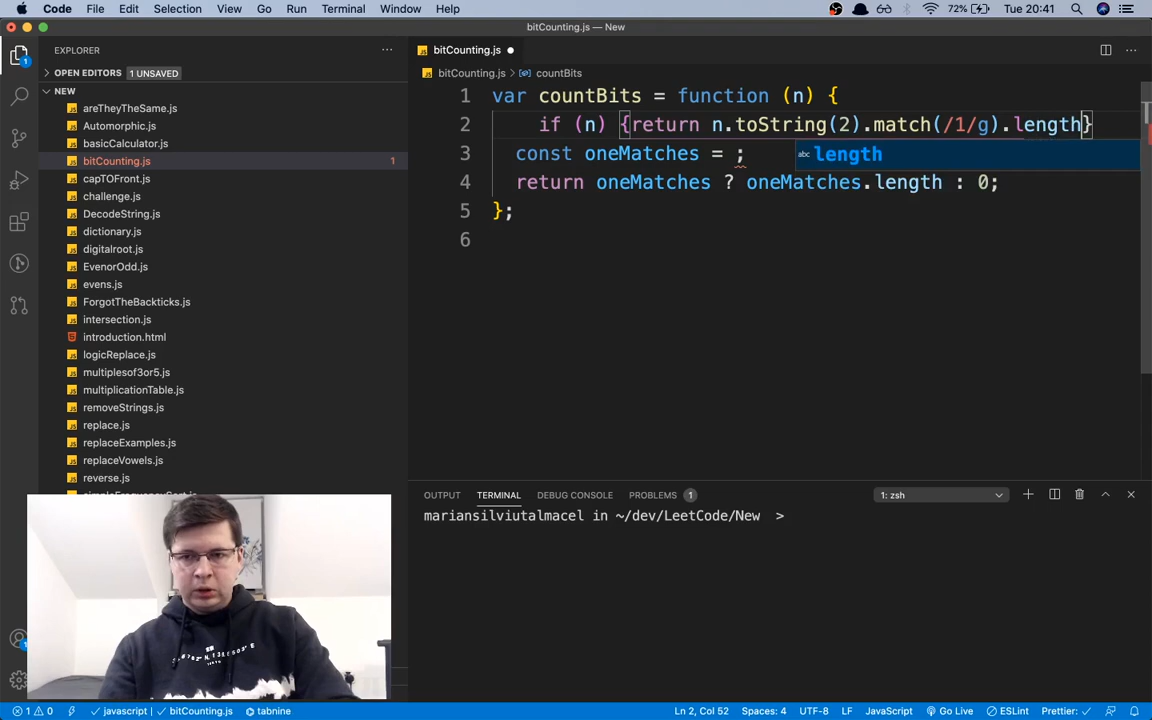 Code File Edit Selection View Go Run Terminal Window Help 72% Tue 20:41
bitCounting.js — New
EXPLORER
OPEN EDITORS 1 UNSAVED
NEW
areTheyTheSame.js
Automorphic.js
basicCalculator.js
bitCounting.js 1
capTOFront.js
challenge.js
DecodeString.js
dictionary.js
digitalroot.js
EvenorOdd.js
evens.js
ForgotTheBackticks.js
intersection.js
introduction.html
logicReplace.js
multiplesof3or5.js
multiplicationTable.js
removeStrings.js
replace.js
replaceExamples.js
replaceVowels.js
reverse.js
bitCounting.js
bitCounting.js > countBits
1 var countBits = function (n) {
2 if (n) {return n.toString(2).match(/1/g).length}
3 const oneMatches = ;
length
4 return oneMatches ? oneMatches.length : 0;
5 };
6
OUTPUT TERMINAL DEBUG CONSOLE PROBLEMS 1 1: zsh
mariansilviutalmacel in ~/dev/LeetCode/New >
1 0 javascript | bitCounting.js tabnine Ln 2, Col 52 Spaces: 4 UTF-8 LF JavaScript Go Live ESLint Prettier: